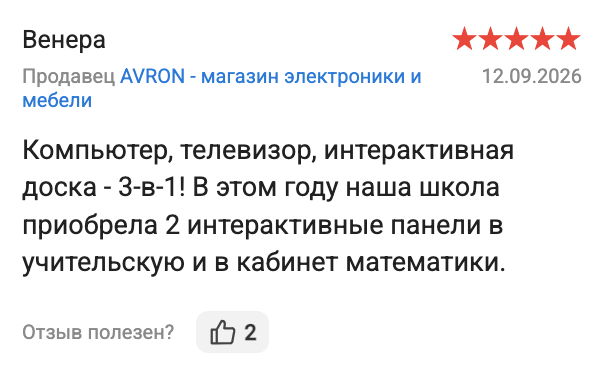 Венера
Продавец AVRON - магазин электроники и
мебели
12.09.2026
Компьютер, телевизор, интерактивная
доска - 3-в-1! В этом году наша школа
приобрела 2 интерактивные панели в
учительскую и в кабинет математики.
Отзыв полезен?
2